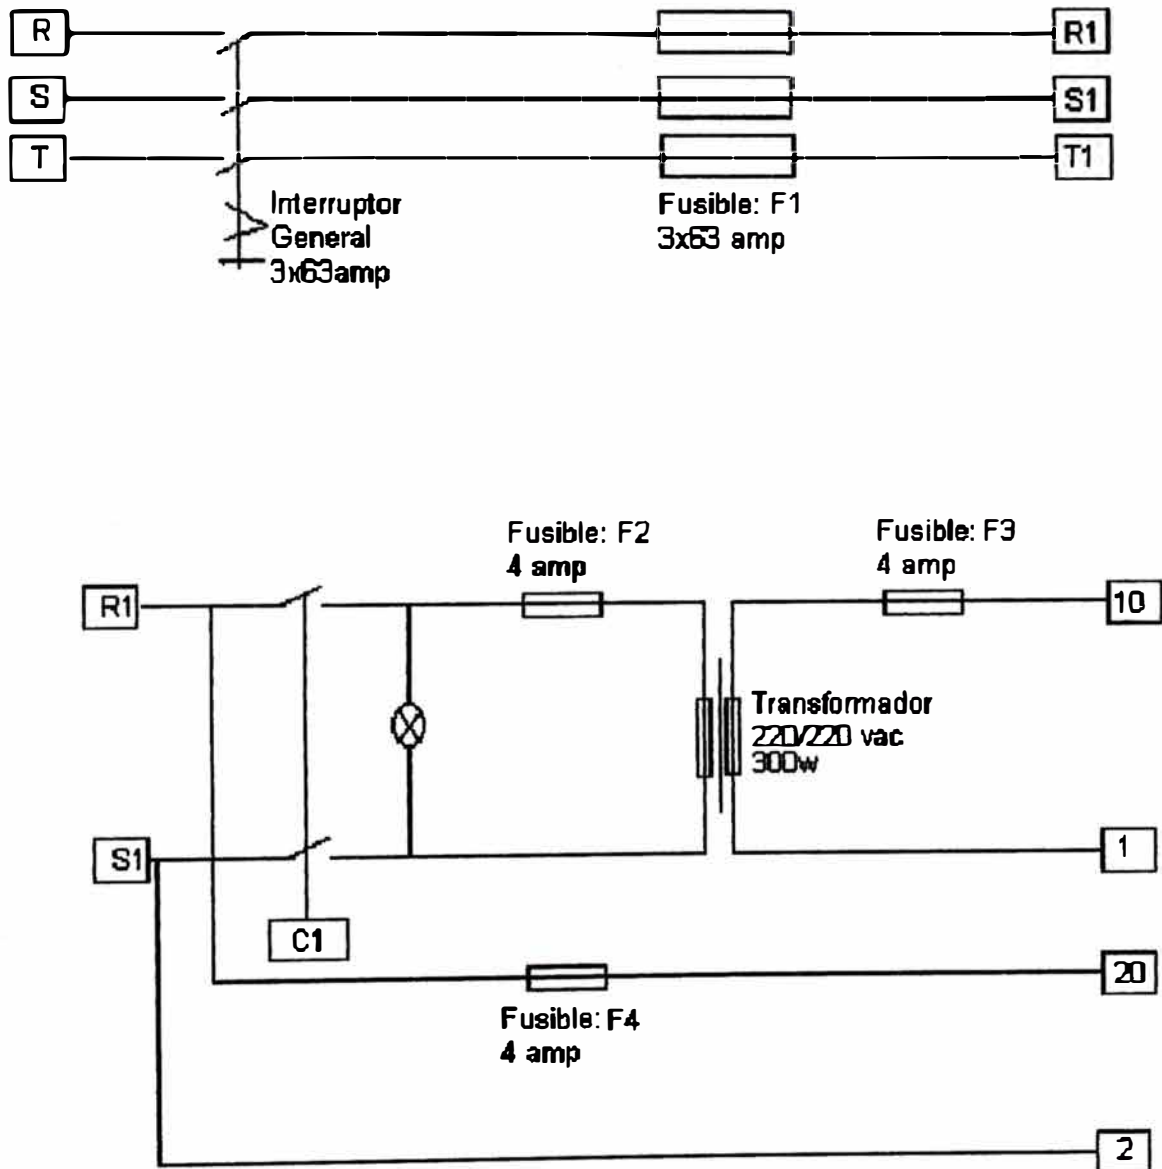 R
R1
S
S1
T
T1
Interruptor
General
3x63amp
Fusible: F1
3x63 amp
Fusible: F2
4 amp
Fusible: F3
4 amp
R1
10
Transformador
220/220 vac
300w
S1
1
C1
20
Fusible: F4
4 amp
2